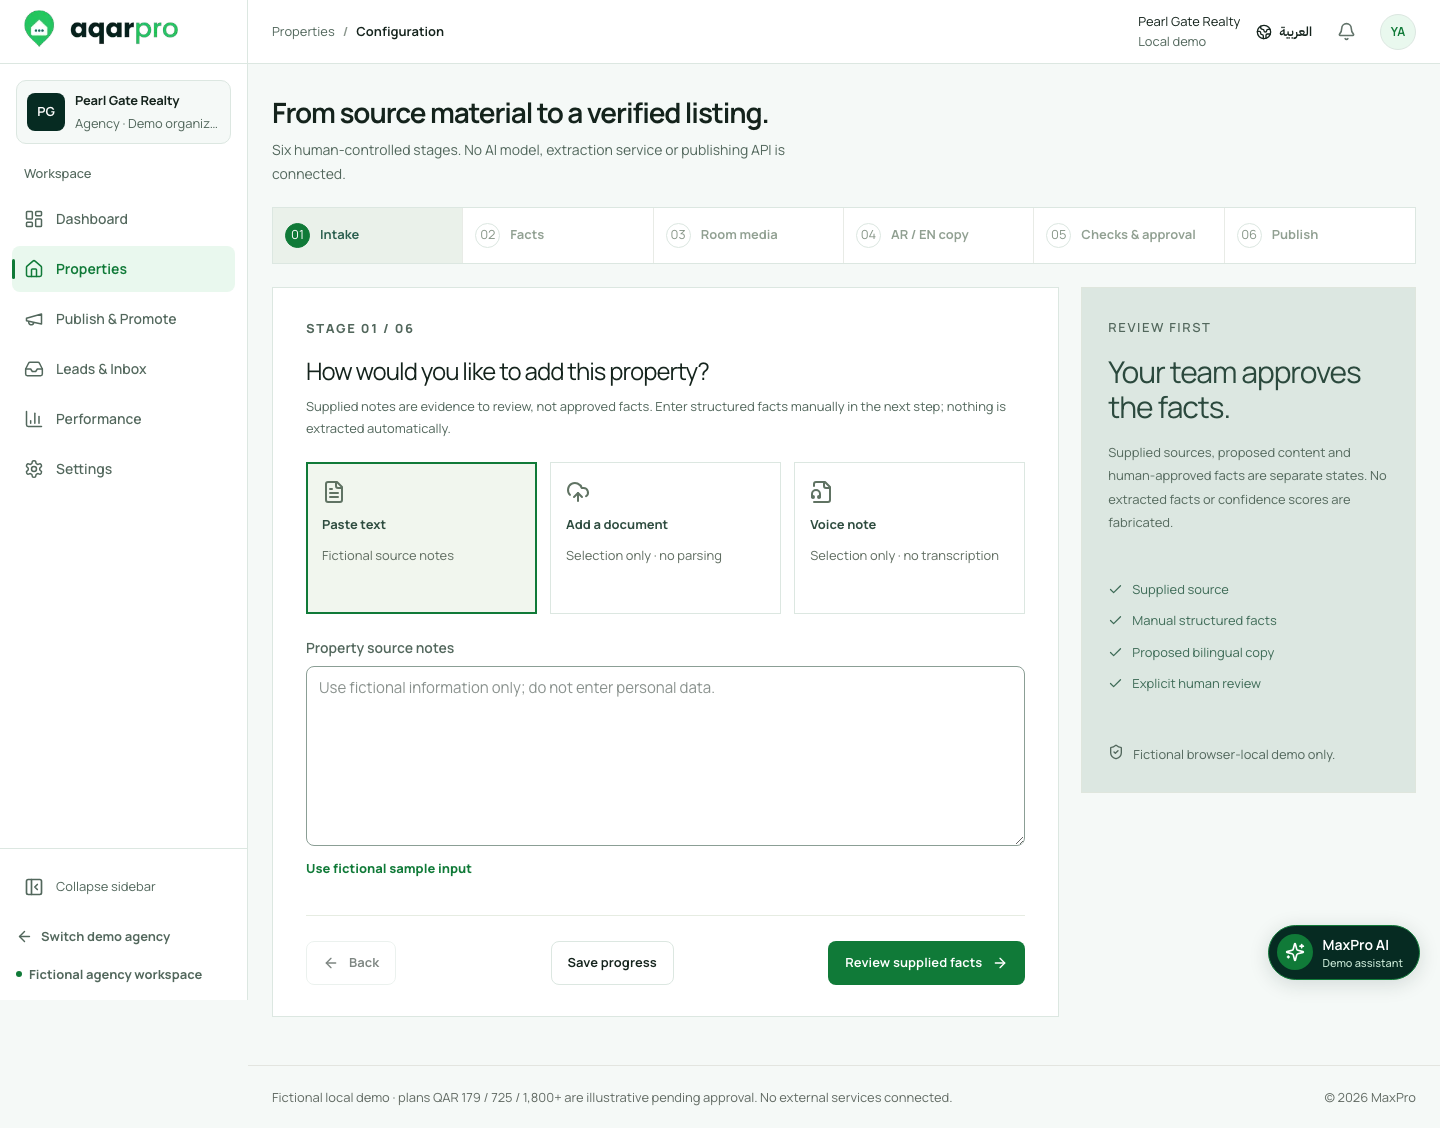 aqarpro
Properties / Configuration
Pearl Gate Realty
Local demo
العربية
YA
PG
Pearl Gate Realty
Agency · Demo organiz...
Workspace
Dashboard
Properties
Publish & Promote
Leads & Inbox
Performance
Settings
Collapse sidebar
Switch demo agency
Fictional agency workspace
From source material to a verified listing.
Six human-controlled stages. No AI model, extraction service or publishing API is
connected.
01 Intake
02 Facts
03 Room media
04 AR / EN copy
05 Checks & approval
06 Publish
STAGE 01 / 06
How would you like to add this property?
Supplied notes are evidence to review, not approved facts. Enter structured facts manually in the next step; nothing is
extracted automatically.
Paste text
Fictional source notes
Add a document
Selection only · no parsing
Voice note
Selection only · no transcription
Property source notes
Use fictional information only; do not enter personal data.
Use fictional sample input
Back
Save progress
Review supplied facts
REVIEW FIRST
Your team approves
the facts.
Supplied sources, proposed content and
human-approved facts are separate states. No
extracted facts or confidence scores are
fabricated.
Supplied source
Manual structured facts
Proposed bilingual copy
Explicit human review
Fictional browser-local demo only.
MaxPro AI
Demo assistant
Fictional local demo · plans QAR 179 / 725 / 1,800+ are illustrative pending approval. No external services connected.
© 2026 MaxPro